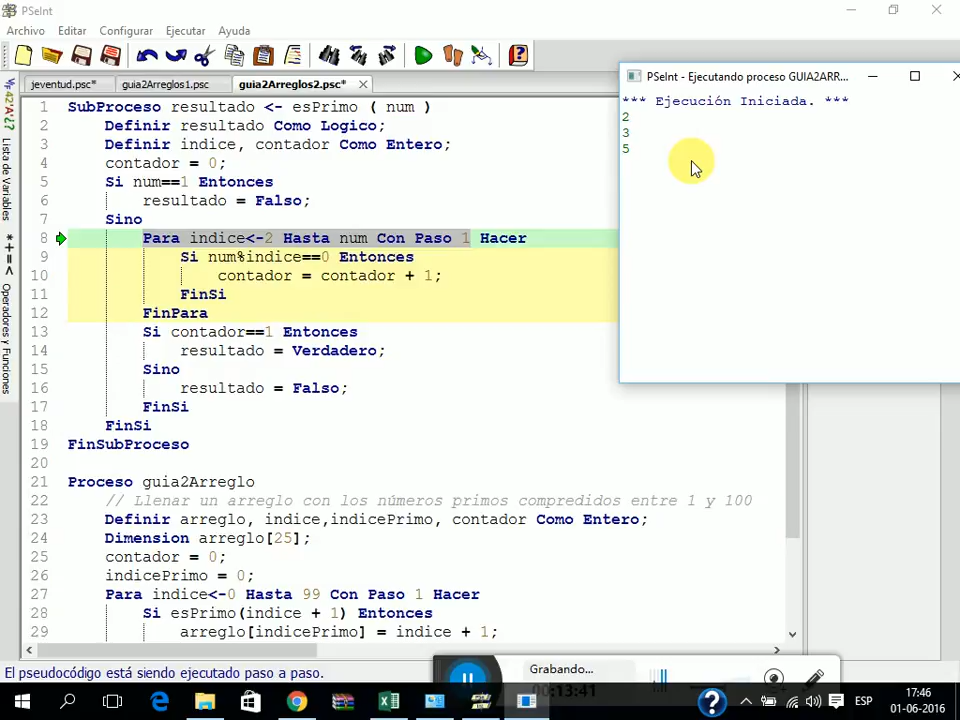 PSeInt
Archivo Editar Configurar Ejecutar Ayuda
jeventud.psc* guia2Arreglos1.psc guia2Arreglos2.psc*
Lista de Variables
Operadores y Funciones
1 SubProceso resultado <- esPrimo ( num )
2 Definir resultado Como Logico;
3 Definir indice, contador Como Entero;
4 contador = 0;
5 Si num==1 Entonces
6 resultado = Falso;
7 Sino
8 Para indice<-2 Hasta num Con Paso 1 Hacer
9 Si num%indice==0 Entonces
10 contador = contador + 1;
11 FinSi
12 FinPara
13 Si contador==1 Entonces
14 resultado = Verdadero;
15 Sino
16 resultado = Falso;
17 FinSi
18 FinSi
19 FinSubProceso
20
21 Proceso guia2Arreglo
22 // Llenar un arreglo con los números primos compredidos entre 1 y 100
23 Definir arreglo, indice,indicePrimo, contador Como Entero;
24 Dimension arreglo[25];
25 contador = 0;
26 indicePrimo = 0;
27 Para indice<-0 Hasta 99 Con Paso 1 Hacer
28 Si esPrimo(indice + 1) Entonces
29 arreglo[indicePrimo] = indice + 1;
PSeInt - Ejecutando proceso GUIA2ARR...
*** Ejecución Iniciada. ***
2
3
5
El pseudocódigo está siendo ejecutado paso a paso.
Grabando...
00:13:41
ESP
17:46
01-06-2016